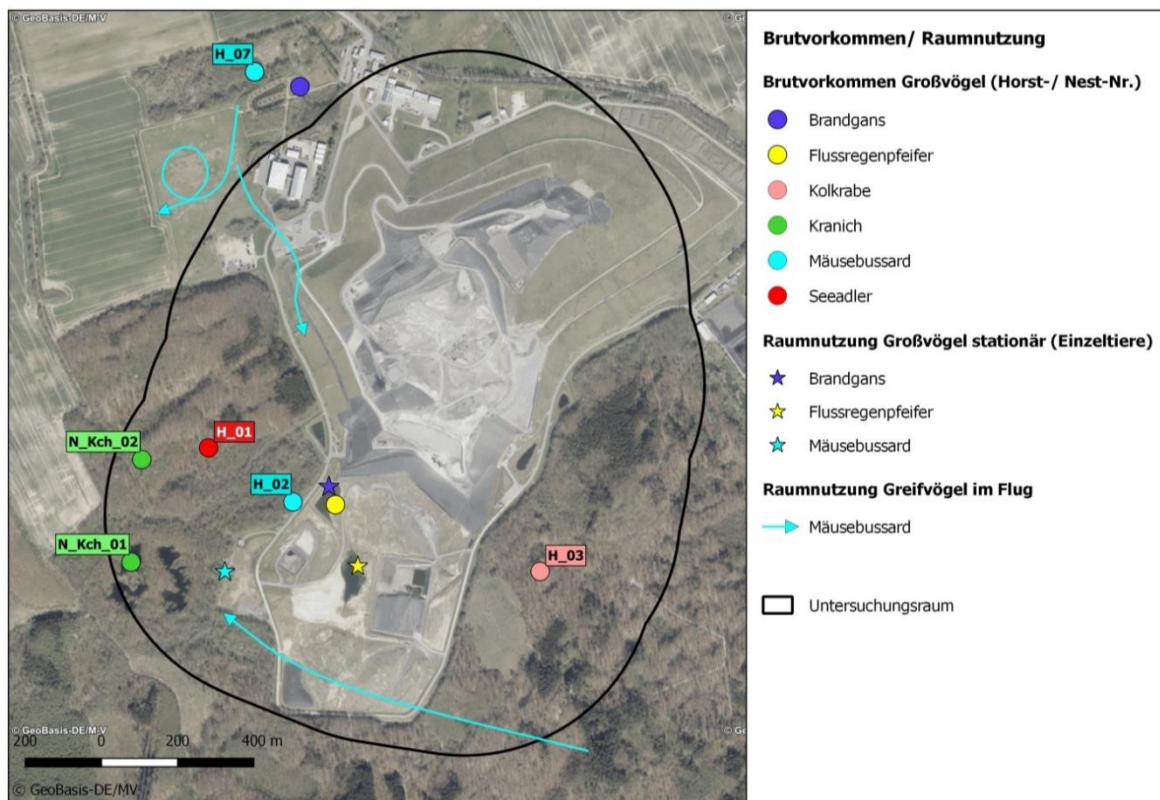 © GeoBasis-DE/M-V
H_07
N_Kch_02
H_01
H_02
N_Kch_01
H_03
© GeoBasis-DE/M-V
© Ge
200 0 200 400 m
© GeoBasis-DE/MV
Brutvorkommen/ Raumnutzung
Brutvorkommen Großvögel (Horst-/ Nest-Nr.)
Brandgans
Flussregenpfeifer
Kolkrabe
Kranich
Mäusebussard
Seeadler
Raumnutzung Großvögel stationär (Einzeltiere)
Brandgans
Flussregenpfeifer
Mäusebussard
Raumnutzung Greifvögel im Flug
Mäusebussard
Untersuchungsraum